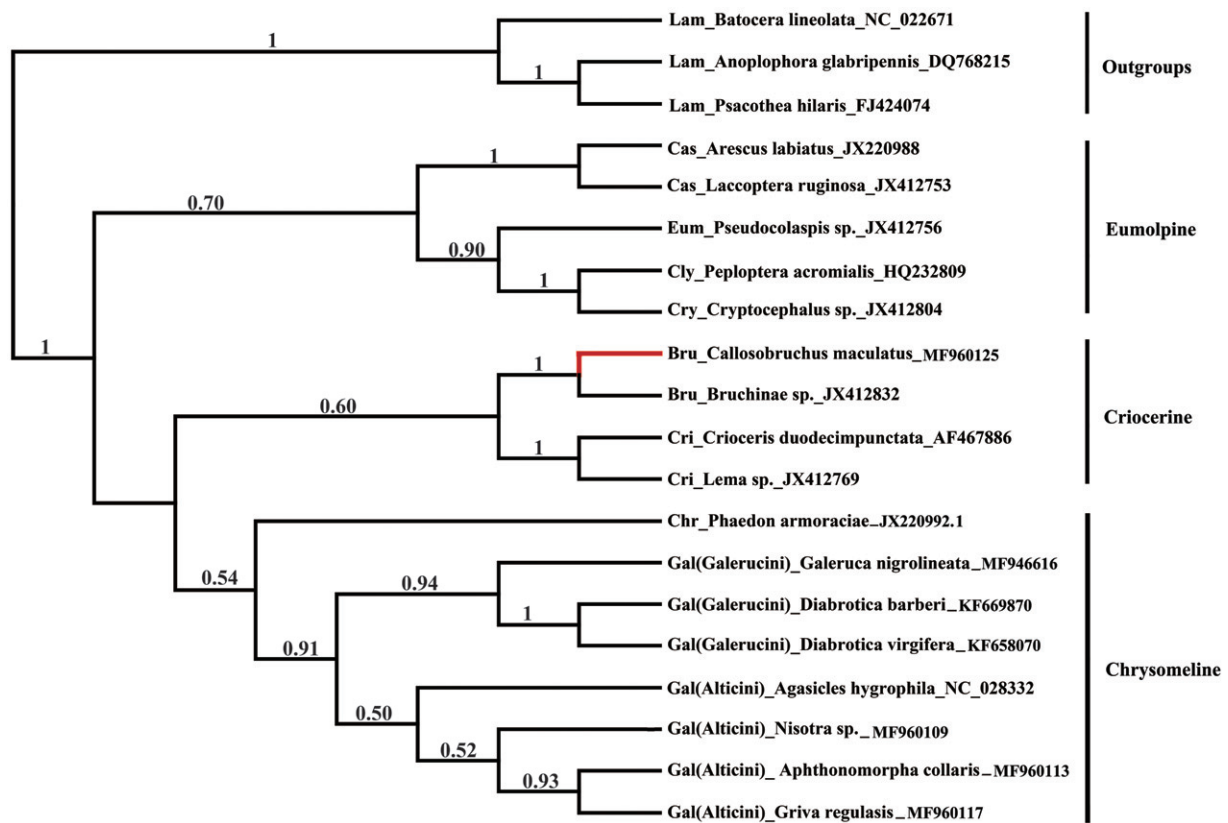 Lam_Batocera lineolata_NC_022671
1
Lam_Anoplophora glabripennis_DQ768215
Outgroups
1
Lam_Psacothea hilaris_FJ424074
Cas_Arescus labiatus_JX220988
1
Cas_Laccoptera ruginosa_JX412753
0.70
Eum_Pseudocolaspis sp._JX412756
Eumolpine
0.90
Cly_Peploptera acromialis_HQ232809
1
Cry_Cryptocephalus sp._JX412804
1
Bru_Callosobruchus maculatus_MF960125
1
Bru_Bruchinae sp._JX412832
0.60
Criocerine
Cri_Crioceris duodecimpunctata_AF467886
1
Cri_Lema sp._JX412769
Chr_Phaedon armoraciae_JX220992.1
0.54
Gal(Galerucini)_Galeruca nigrolineata_MF946616
0.94
Gal(Galerucini)_Diabrotica barberi_KF669870
1
Gal(Galerucini)_Diabrotica virgifera_KF658070
0.91
Chrysomeline
Gal(Alticini)_Agasicles hygrophila_NC_028332
0.50
Gal(Alticini)_Nisotra sp._MF960109
0.52
Gal(Alticini)_ Aphthonomorpha collaris_MF960113
0.93
Gal(Alticini)_Griva regulasis_MF960117